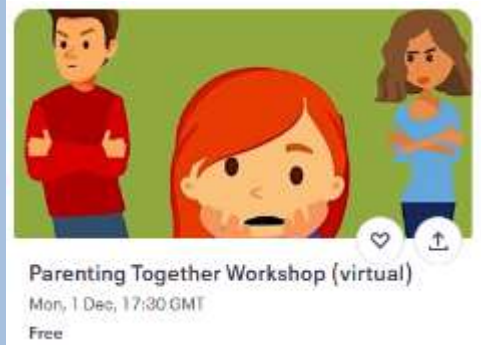 Parenting Together Workshop (virtual)
Mon, 1 Dec, 17:30 GMT
Free